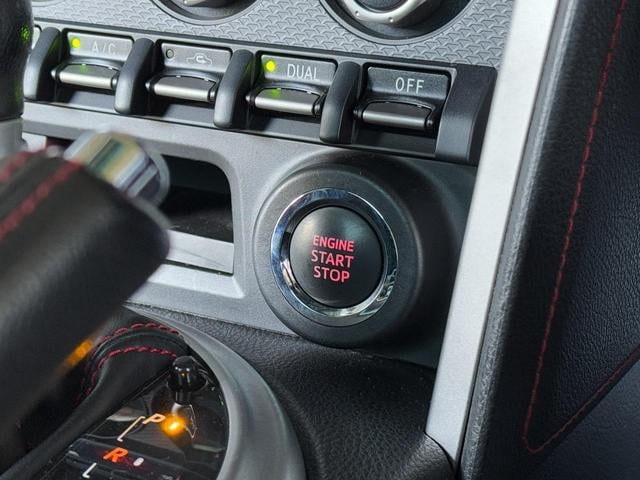 A/C
DUAL
OFF
ENGINE
START
STOP
P
R